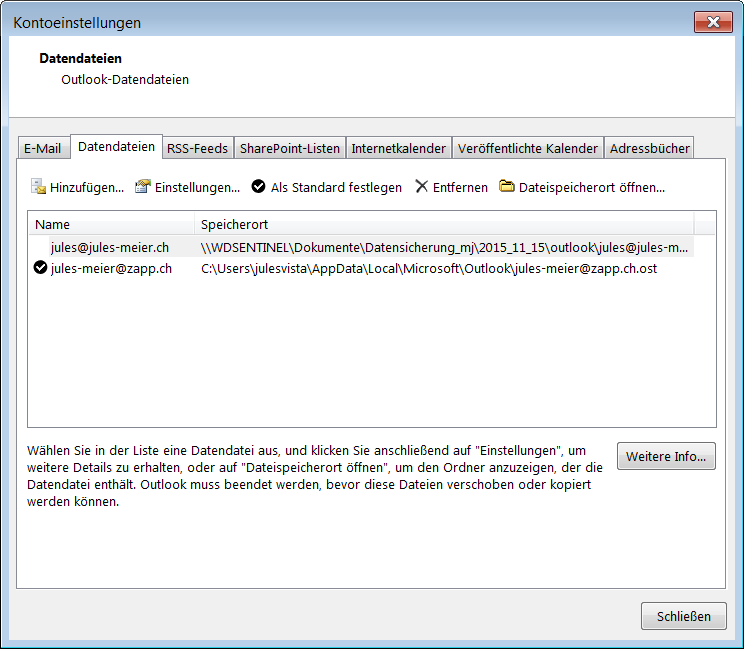 Kontoeinstellungen
Datendateien
Outlook-Datendateien
E-Mail Datendateien RSS-Feeds SharePoint-Listen Internetkalender Veröffentlichte Kalender Adressbücher
Hinzufügen... Einstellungen... Als Standard festlegen Entfernen Dateispeicherort öffnen...
Name Speicherort
jules@jules-meier.ch \\WDSENTINEL\Dokumente\Datensicherung_mj\2015_11_15\outlook\jules@jules-m...
jules-meier@zapp.ch C:\Users\julesvista\AppData\Local\Microsoft\Outlook\jules-meier@zapp.ch.ost
Wählen Sie in der Liste eine Datendatei aus, und klicken Sie anschließend auf "Einstellungen", um
weitere Details zu erhalten, oder auf "Dateispeicherort öffnen", um den Ordner anzuzeigen, der die
Datendatei enthält. Outlook muss beendet werden, bevor diese Dateien verschoben oder kopiert
werden können.
Weitere Info...
Schließen